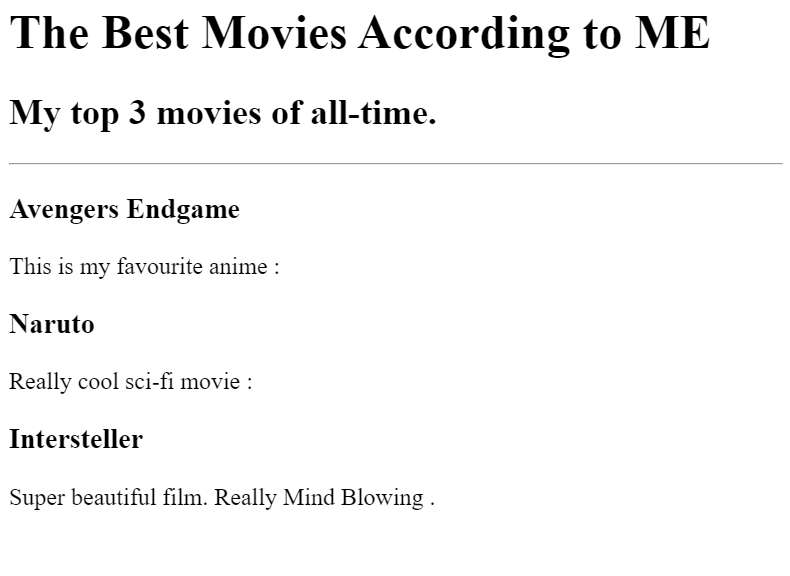 The Best Movies According to ME
My top 3 movies of all-time.
Avengers Endgame
This is my favourite anime :
Naruto
Really cool sci-fi movie :
Intersteller
Super beautiful film. Really Mind Blowing .